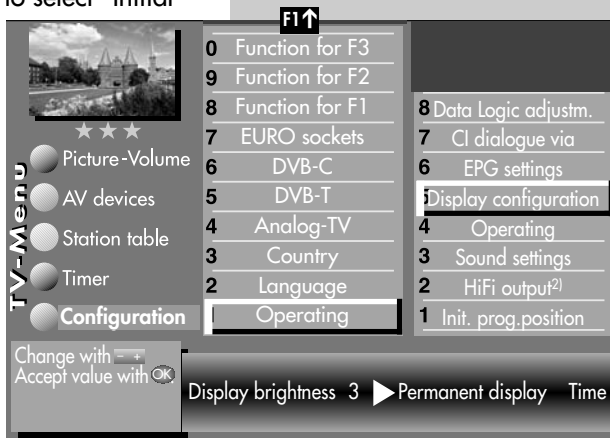 to select "Initial
F1↑
TV-Menu
Picture-Volume
AV devices
Station table
Timer
Configuration
0 Function for F3
9 Function for F2
8 Function for F1
7 EURO sockets
6 DVB-C
5 DVB-T
4 Analog-TV
3 Country
2 Language
Operating
8 Data Logic adjustm.
7 CI dialogue via
6 EPG settings
5 Display configuration
4 Operating
3 Sound settings
2 HiFi output2)
1 Init. prog.position
Change with - +
Accept value with OK
Display brightness 3 ▶ Permanent display Time